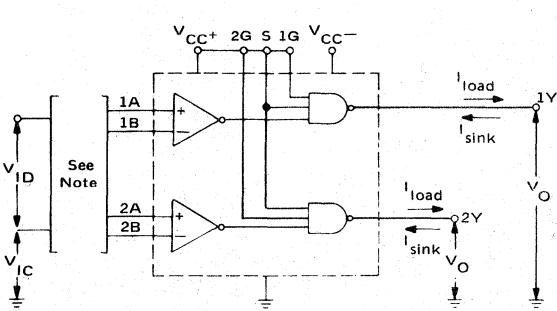 VCC+ 2G S 1G VCC−
1A
1B
+
−
Iload
Isink
1Y
VID
See
Note
VO
2A
2B
+
−
Iload
Isink
2Y
VIC
VO